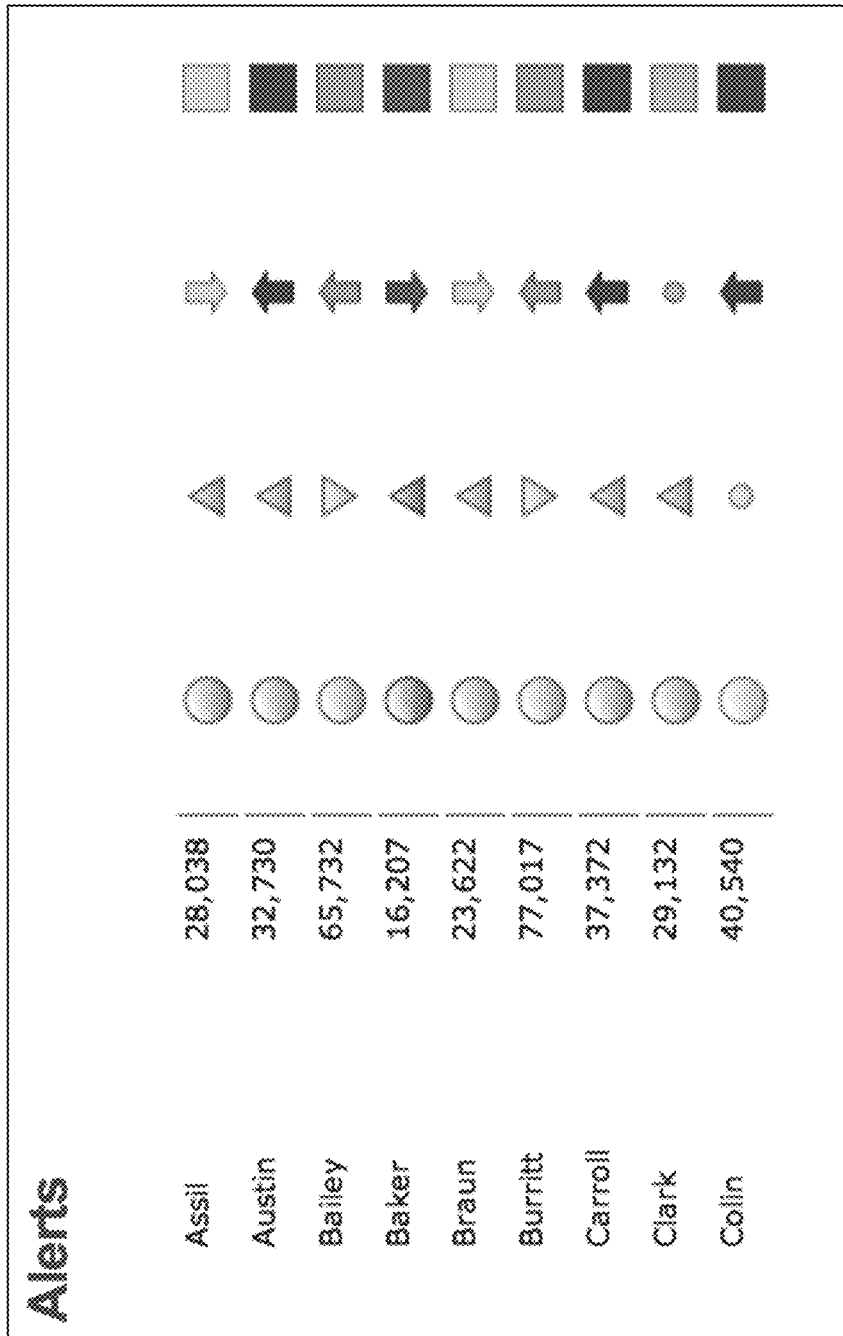 Alerts
Assil 28,038
Austin 32,730
Bailey 65,732
Baker 16,207
Braun 23,622
Burritt 77,017
Carroll 37,372
Clark 29,132
Colin 40,540